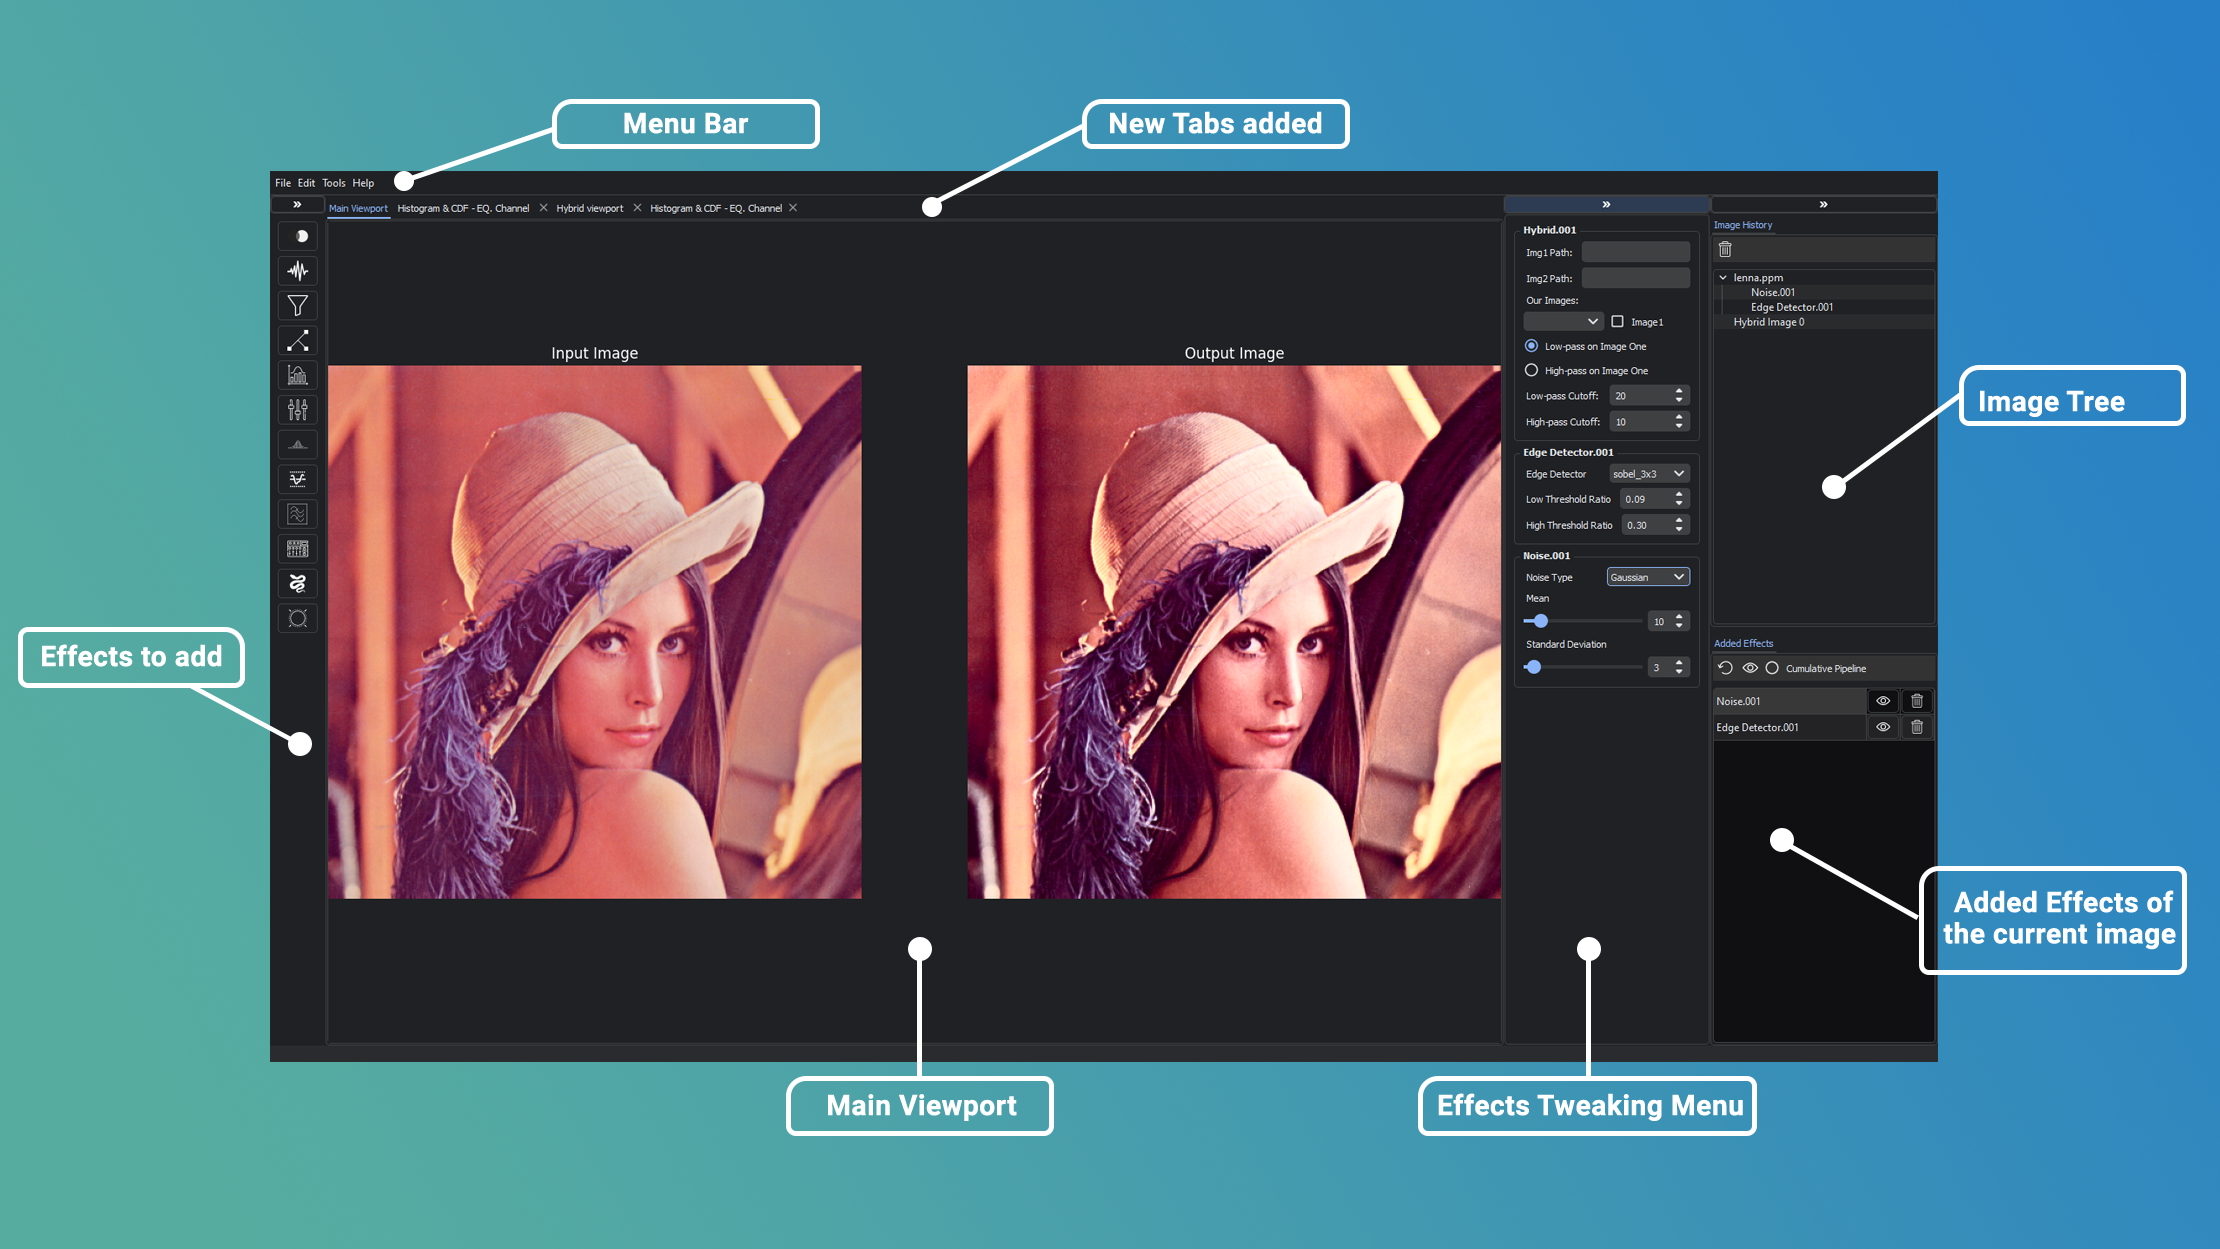 Menu Bar
New Tabs added
File Edit Tools Help
Main Viewport Histogram & CDF - EQ. Channel Hybrid viewport Histogram & CDF - EQ. Channel
Input Image
Output Image
Hybrid.001
Img1 Path:
Img2 Path:
Our Images:
Image1
Low-pass on Image One
High-pass on Image One
Low-pass Cutoff: 20
High-pass Cutoff: 10
Edge Detector.001
Edge Detector sobel_3x3
Low Threshold Ratio 0.09
High Threshold Ratio 0.30
Noise.001
Noise Type Gaussian
Mean
10
Standard Deviation
3
Image History
lenna.ppm
Noise.001
Edge Detector.001
Hybrid Image 0
Image Tree
Added Effects
Cumulative Pipeline
Noise.001
Edge Detector.001
Effects to add
Added Effects of
the current image
Main Viewport
Effects Tweaking Menu